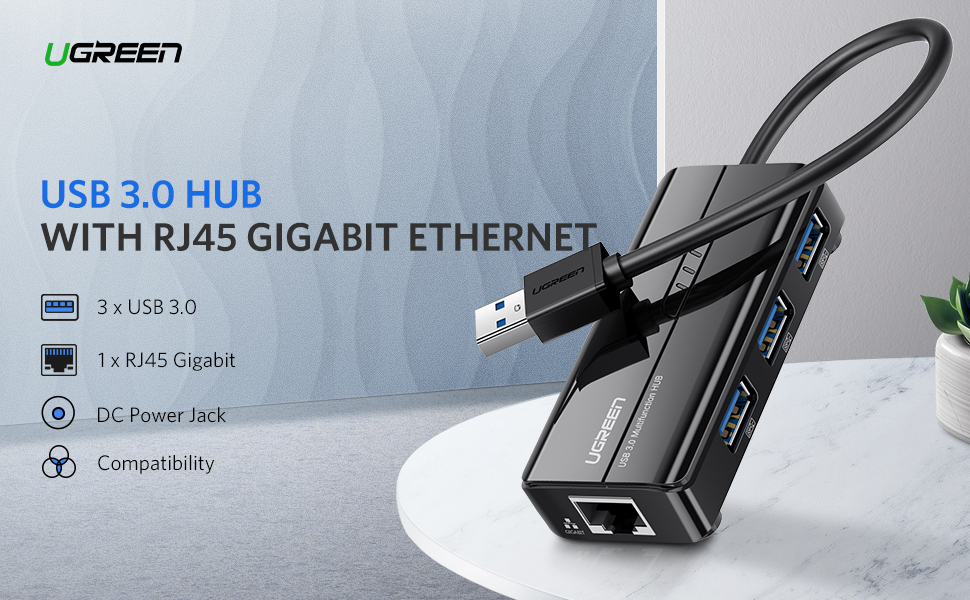 UGREEN
USB 3.0 HUB
WITH RJ45 GIGABIT ETHERNET
3 x USB 3.0
1 x RJ45 Gigabit
DC Power Jack
Compatibility
UGREEN
UGREEN
USB 3.0 Multifunction HUB
GIGABIT